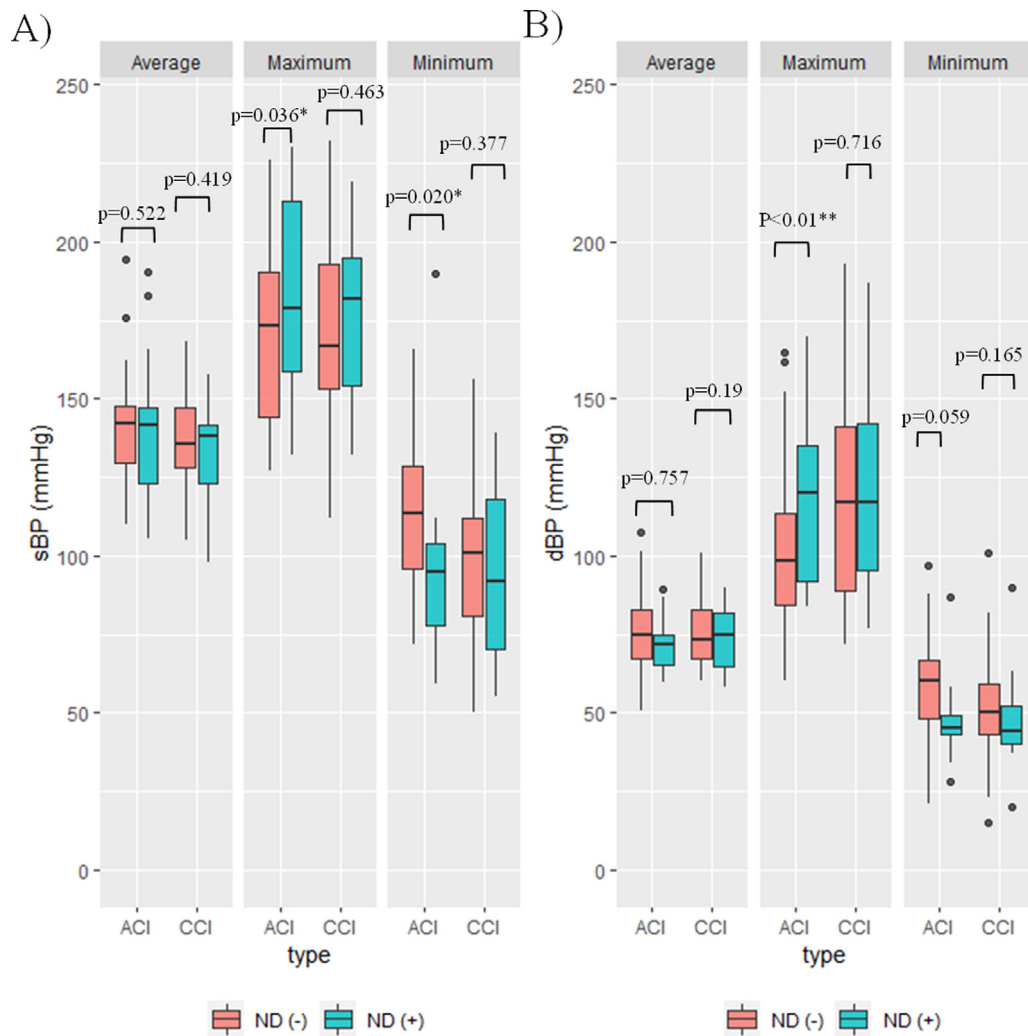 A)
Average Maximum Minimum
250
200
150
100
50
0
sBP (mmHg)
p=0.522
p=0.419
p=0.036*
p=0.463
p=0.020*
p=0.377
ACI CCI ACI CCI ACI CCI
type
ND (-) ND (+)
B)
Average Maximum Minimum
250
200
150
100
50
0
dBP (mmHg)
p=0.757
p=0.19
P<0.01**
p=0.716
p=0.059
p=0.165
ACI CCI ACI CCI ACI CCI
type
ND (-) ND (+)